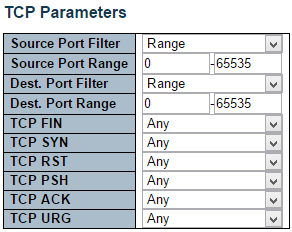 TCP Parameters
Source Port Filter Range
Source Port Range 0 -65535
Dest. Port Filter Range
Dest. Port Range 0 -65535
TCP FIN Any
TCP SYN Any
TCP RST Any
TCP PSH Any
TCP ACK Any
TCP URG Any